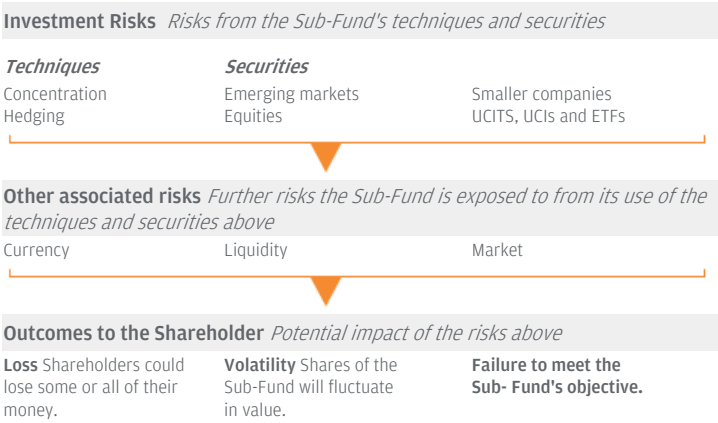 Investment Risks Risks from the Sub-Fund's techniques and securities
Techniques Securities
Concentration Emerging markets Smaller companies
Hedging Equities UCITS, UCIs and ETFs
Other associated risks Further risks the Sub-Fund is exposed to from its use of the
techniques and securities above
Currency Liquidity Market
Outcomes to the Shareholder Potential impact of the risks above
Loss Shareholders could
lose some or all of their
money.
Volatility Shares of the
Sub-Fund will fluctuate
in value.
Failure to meet the
Sub- Fund's objective.